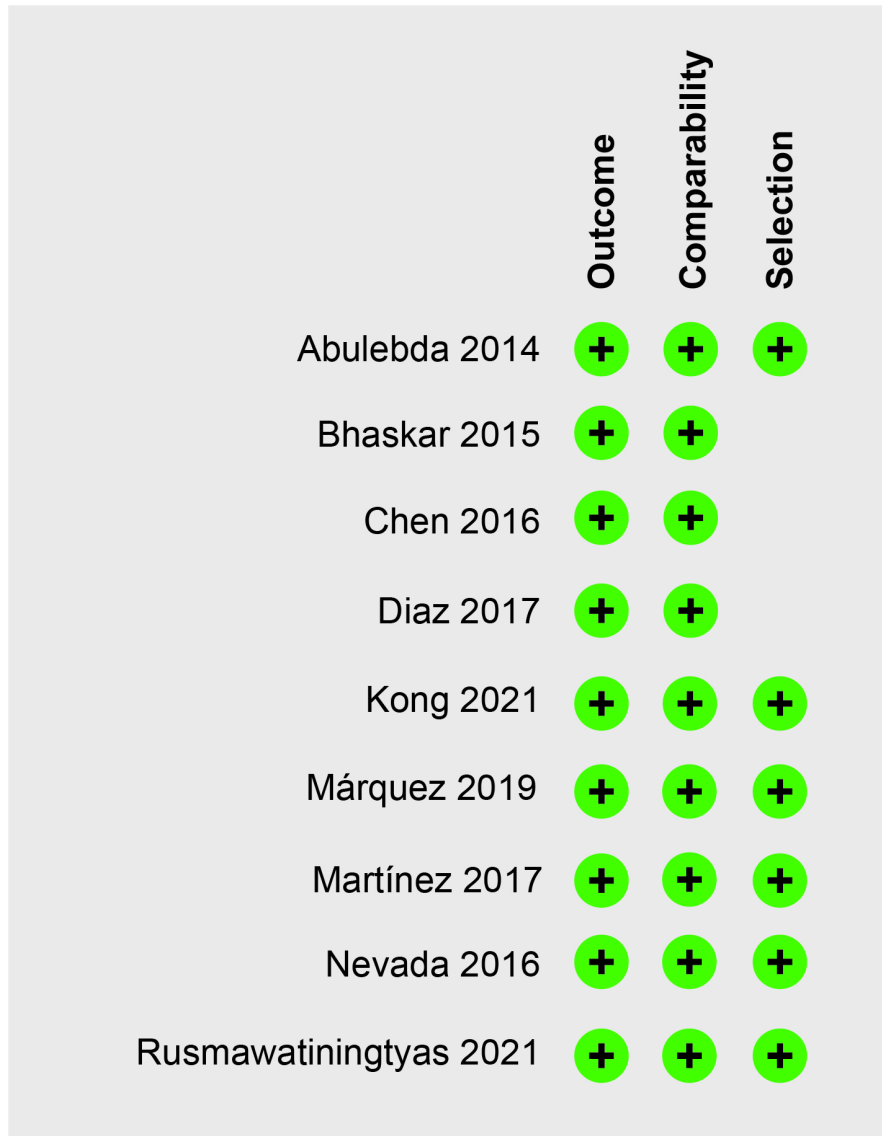 Outcome Comparability Selection
Abulebda 2014 + + +
Bhaskar 2015 + +
Chen 2016 + +
Diaz 2017 + +
Kong 2021 + + +
Márquez 2019 + + +
Martínez 2017 + + +
Nevada 2016 + + +
Rusmawatiningtyas 2021 + + +